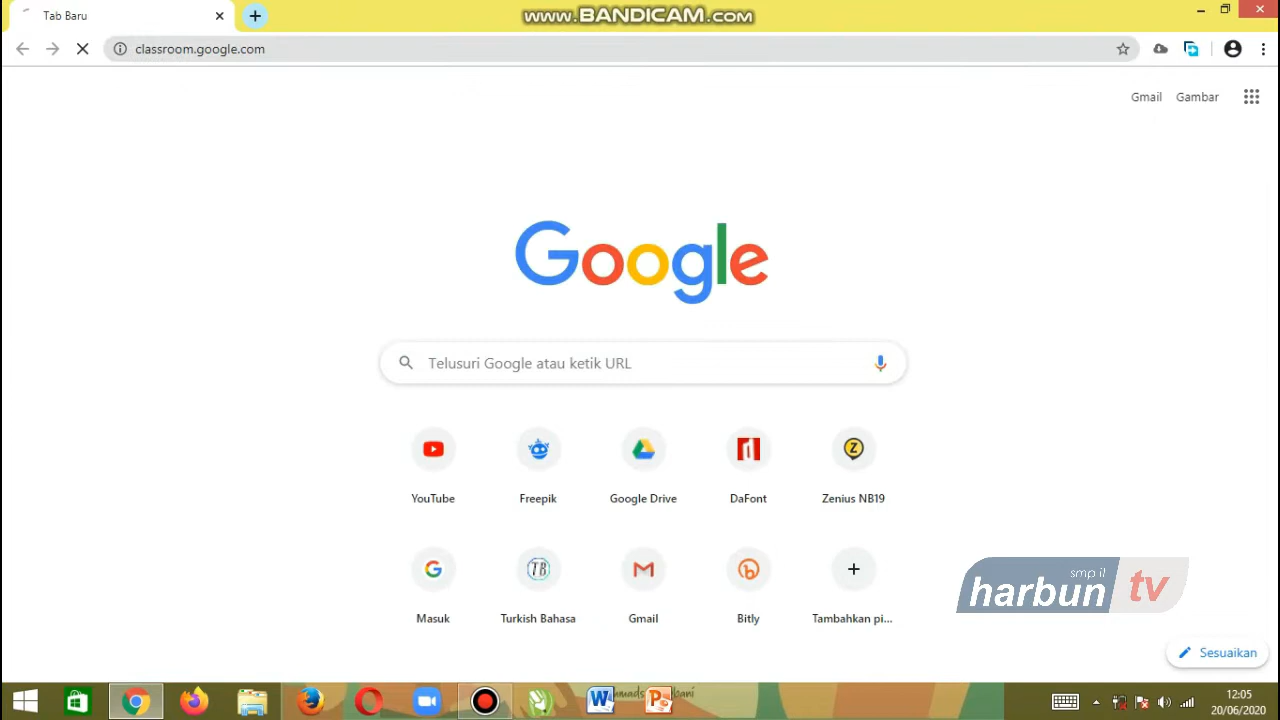 Tab Baru
www.BANDICAM.com
classroom.google.com
Gmail
Gambar
Google
Telusuri Google atau ketik URL
YouTube
Freepik
Google Drive
DaFont
Zenius NB19
Masuk
Turkish Bahasa
Gmail
Bitly
Tambahkan pi...
smp il
harbun tv
Sesuaikan
12:05
20/06/2020